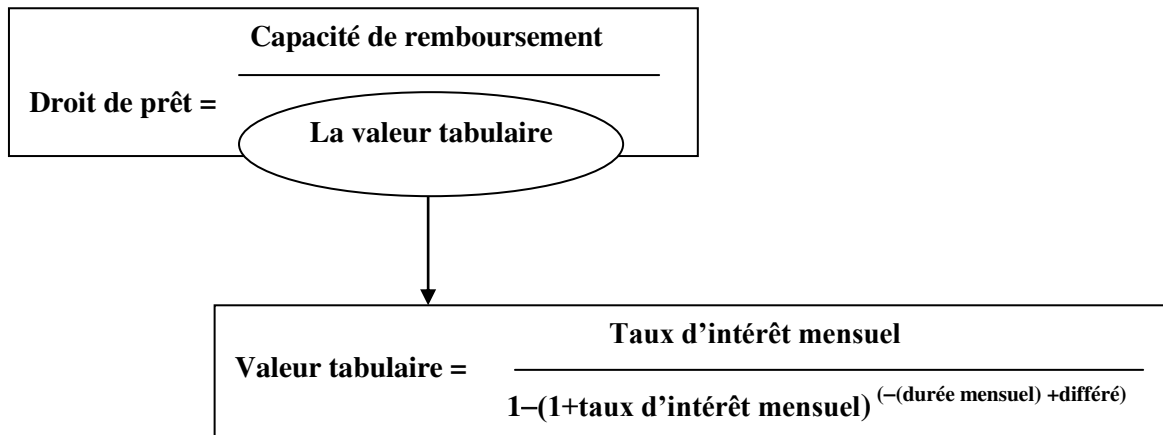 Capacité de remboursement
Droit de prêt =
La valeur tabulaire
Taux d’intérêt mensuel
Valeur tabulaire =
1–(1+taux d’intérêt mensuel) (–(durée mensuel) +différé)